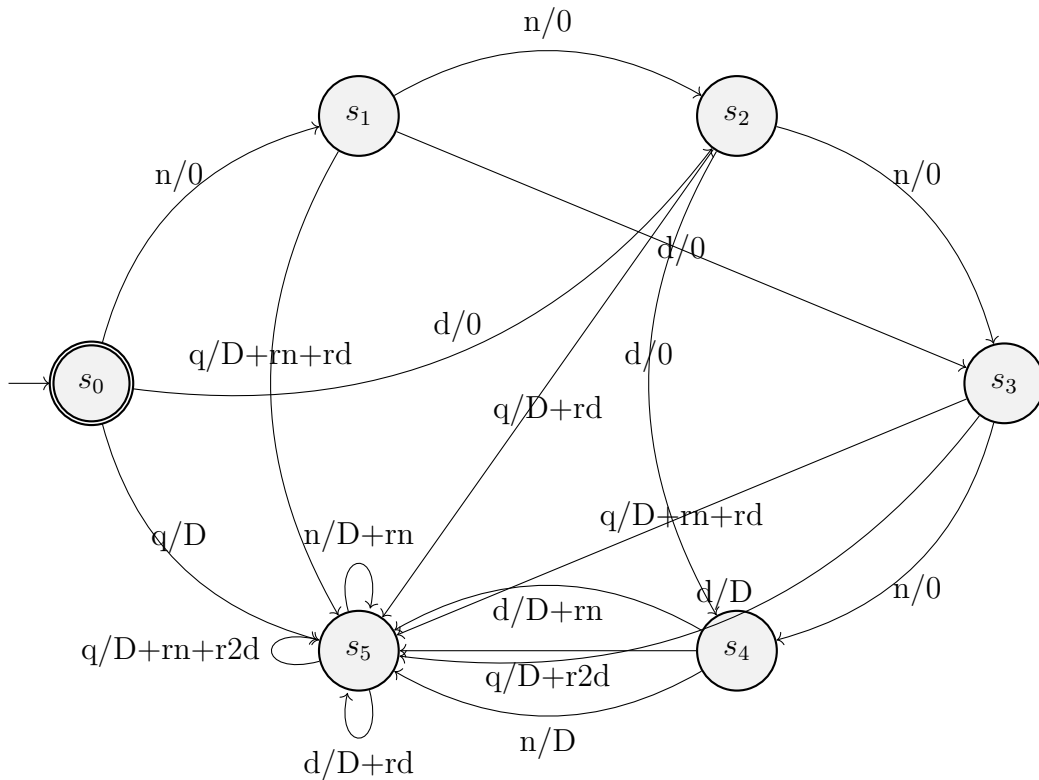 n/0
s1
s2
n/0
n/0
d/0
d/0
q/D+rn+rd
d/0
s0
s3
q/D+rd
q/D+rn+rd
q/D
n/D+rn
d/D
n/0
d/D+rn
q/D+rn+r2d
s5
s4
q/D+r2d
n/D
d/D+rd